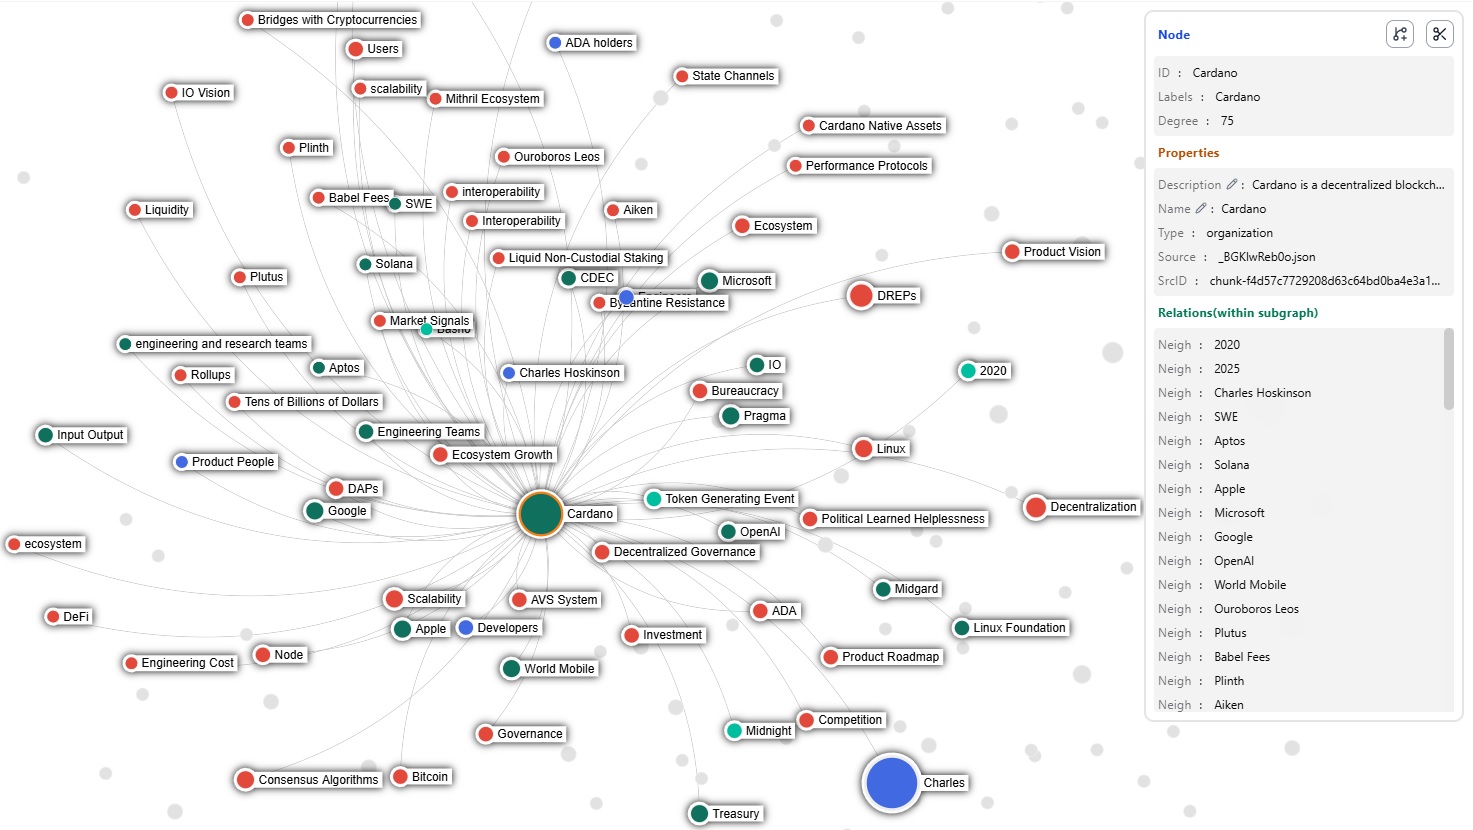 Bridges with Cryptocurrencies
Users
ADA holders
State Channels
scalability
Mithril Ecosystem
IO Vision
Cardano Native Assets
Plinth
Ouroboros Leos
Performance Protocols
Babel Fees
SWE
interoperability
Liquidity
Interoperability
Aiken
Ecosystem
Product Vision
Solana
Liquid Non-Custodial Staking
Plutus
CDEC
Microsoft
Byzantine Resistance
DREPs
Market Signals
Basho
engineering and research teams
Aptos
Charles Hoskinson
IO
2020
Rollups
Bureaucracy
Tens of Billions of Dollars
Pragma
Input Output
Engineering Teams
Ecosystem Growth
Linux
Product People
DAPs
Google
Cardano
Token Generating Event
Political Learned Helplessness
Decentralization
OpenAI
ecosystem
Decentralized Governance
Midgard
DeFi
Scalability
AVS System
ADA
Apple
Developers
Investment
Linux Foundation
Engineering Cost
Node
World Mobile
Product Roadmap
Governance
Midnight
Competition
Consensus Algorithms
Bitcoin
Charles
Treasury
Node
ID : Cardano
Labels : Cardano
Degree : 75
Properties
Description : Cardano is a decentralized blockch...
Name : Cardano
Type : organization
Source : _BGKlwReb0o.json
SrcID : chunk-f4d57c7729208d63c64bd0ba4e3a1...
Relations(within subgraph)
Neigh : 2020
Neigh : 2025
Neigh : Charles Hoskinson
Neigh : SWE
Neigh : Aptos
Neigh : Solana
Neigh : Apple
Neigh : Microsoft
Neigh : Google
Neigh : OpenAI
Neigh : World Mobile
Neigh : Ouroboros Leos
Neigh : Plutus
Neigh : Babel Fees
Neigh : Plinth
Neigh : Aiken